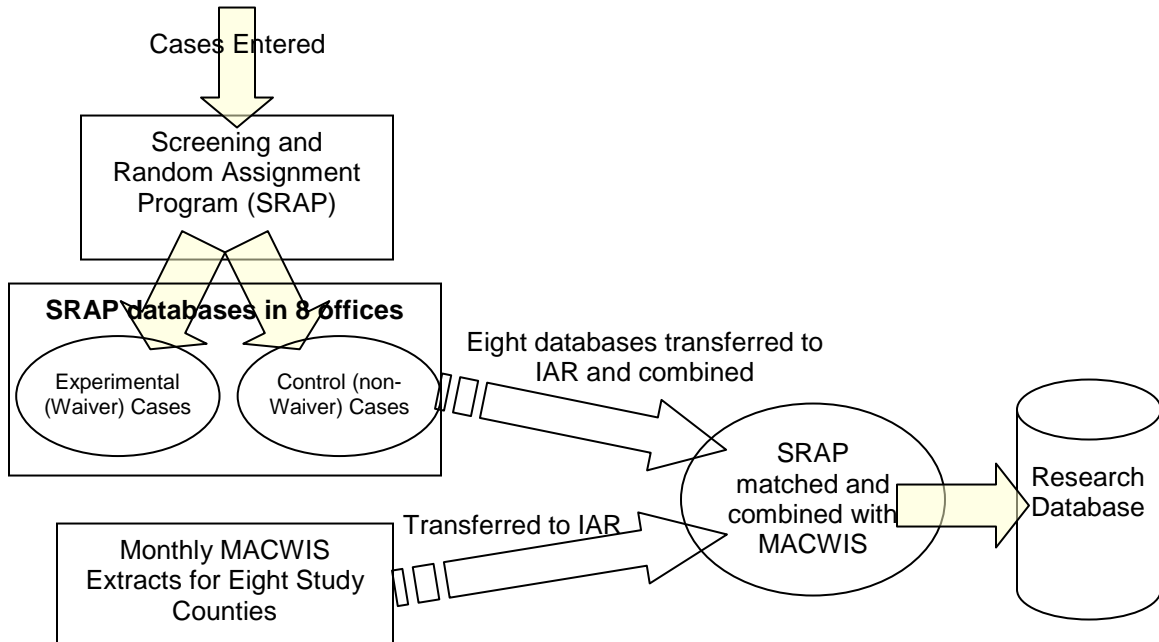 Cases Entered
Screening and
Random Assignment
Program (SRAP)
SRAP databases in 8 offices
Experimental
(Waiver) Cases
Control (non-
Waiver) Cases
Eight databases transferred to
IAR and combined
Transferred to IAR
Monthly MACWIS
Extracts for Eight Study
Counties
SRAP
matched and
combined with
MACWIS
Research
Database